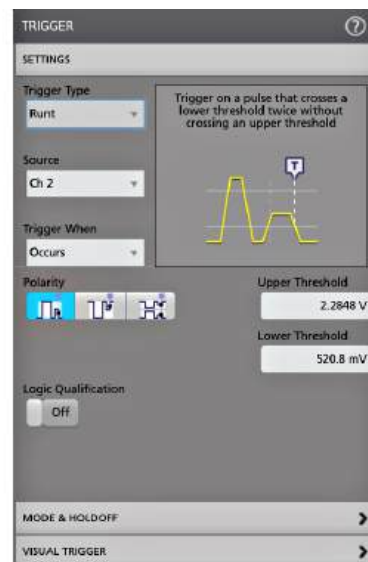 TRIGGER
?
SETTINGS
Trigger Type
Runt
Trigger on a pulse that crosses a
lower threshold twice without
crossing an upper threshold
T
Source
Ch 2
Trigger When
Occurs
Polarity
Upper Threshold
2.2848 V
Lower Threshold
520.8 mV
Logic Qualification
Off
MODE & HOLDOFF
VISUAL TRIGGER